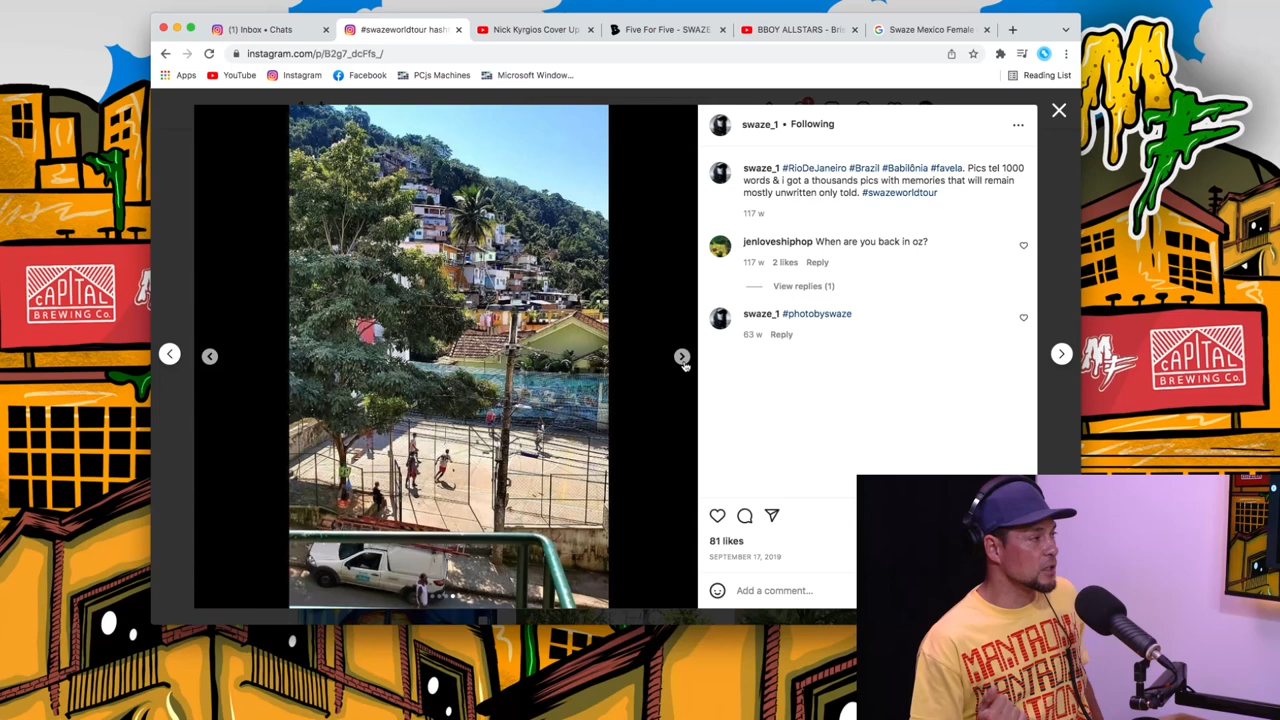 (1) Inbox • Chats
#swazeworldtour hash
Nick Kyrgios Cover Up
Five For Five - SWAZE
BBOY ALLSTARS - Bris
Swaze Mexico Female
instagram.com/p/B2g7_dcFfs_/
Apps
YouTube
Instagram
Facebook
PCjs Machines
Microsoft Window...
Reading List
swaze_1 • Following
swaze_1 #RioDeJaneiro #Brazil #Babilônia #favela. Pics tel 1000
words & i got a thousands pics with memories that will remain
mostly unwritten only told. #swazeworldtour
117 w
jenloveshiphop When are you back in oz?
117 w 2 likes Reply
View replies (1)
swaze_1 #photobyswaze
63 w Reply
81 likes
SEPTEMBER 17, 2019
Add a comment...
MF
CAPITAL
BREWING Co.
MF
CAPITAL
BREWING Co.
MANTRONIX